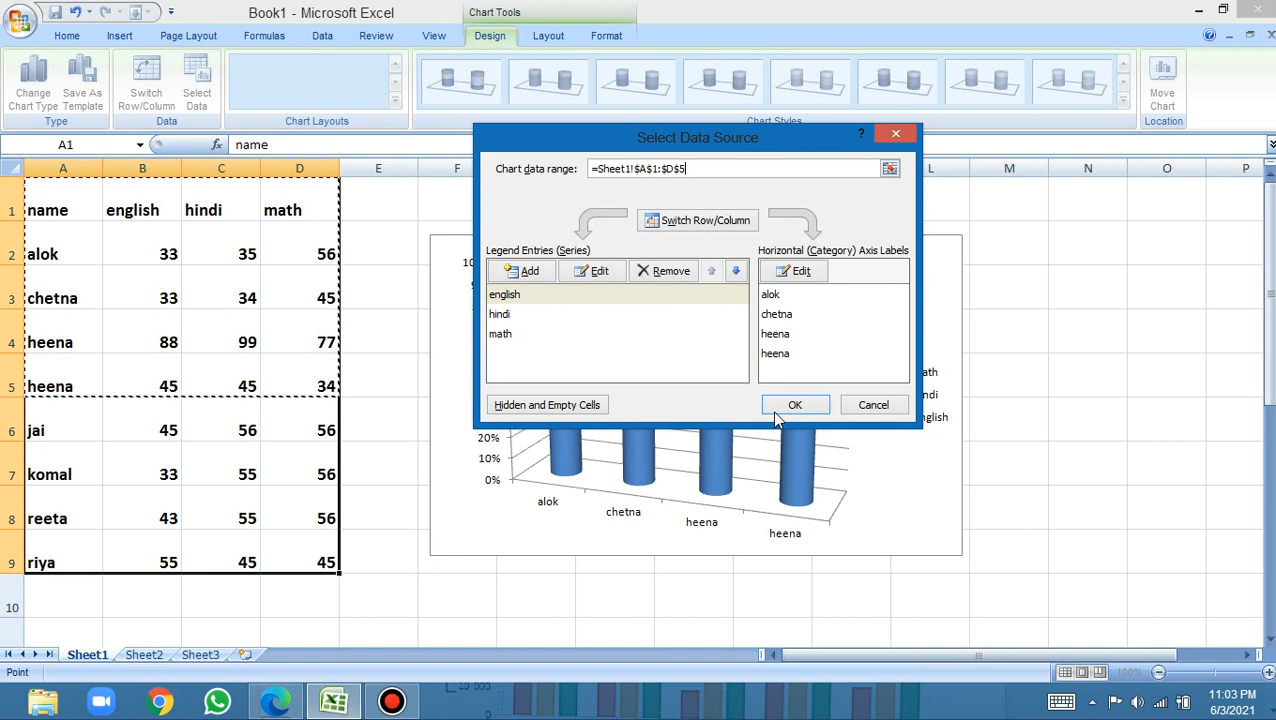 Book1 - Microsoft Excel
Chart Tools
Home Insert Page Layout Formulas Data Review View Design Layout Format
Change Chart Type
Save As Template
Switch Row/Column
Select Data
Move Chart
Type Data Chart Layouts Chart Styles Location
A1 fx name
Select Data Source
Chart data range: =Sheet1!$A$1:$D$5
Switch Row/Column
Legend Entries (Series)
Add Edit Remove
english
hindi
math
Horizontal (Category) Axis Labels
Edit
alok
chetna
heena
heena
Hidden and Empty Cells OK Cancel
A B C D E F L M N O P
1 name english hindi math
2 alok 33 35 56
3 chetna 33 34 45
4 heena 88 99 77
5 heena 45 45 34
6 jai 45 56 56
7 komal 33 55 56
8 reeta 43 55 56
9 riya 55 45 45
10
20%
10%
0%
alok
chetna
heena
heena
Sheet1 Sheet2 Sheet3
Point 100%
11:03 PM
6/3/2021